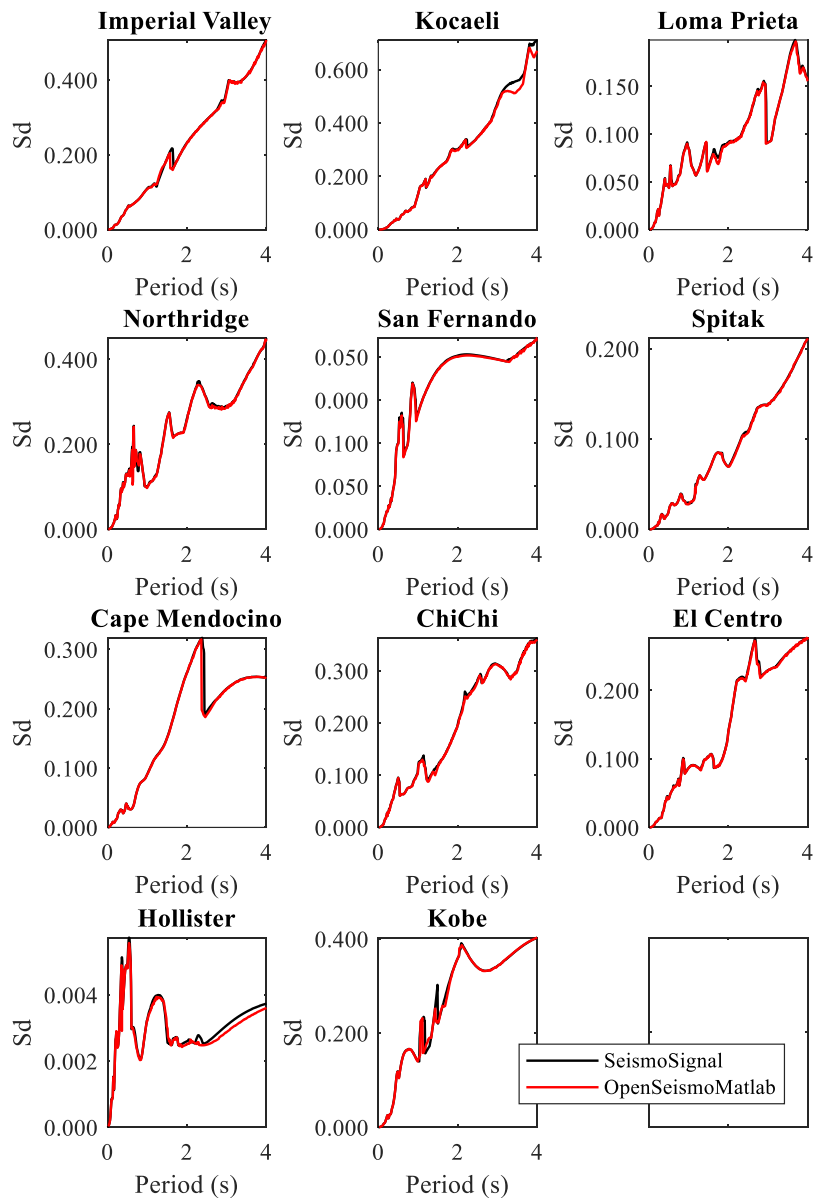 Imperial Valley
Kocaeli
Loma Prieta
0.400
0.200
0.000
Sd
0 2 4
Period (s)
0.600
0.400
0.200
0.000
Sd
0 2 4
Period (s)
0.150
0.100
0.050
0.000
Sd
0 2 4
Period (s)
Northridge
San Fernando
Spitak
0.400
0.200
0.000
Sd
0 2 4
Period (s)
0.050
0.000
0.100
0.050
0.000
Sd
0 2 4
Period (s)
0.200
0.100
0.000
Sd
0 2 4
Period (s)
Cape Mendocino
ChiChi
El Centro
0.300
0.200
0.100
0.000
Sd
0 2 4
Period (s)
0.300
0.200
0.100
0.000
Sd
0 2 4
Period (s)
0.200
0.100
0.000
Sd
0 2 4
Period (s)
Hollister
Kobe
0.004
0.002
0.000
Sd
0 2 4
Period (s)
0.400
0.200
0.000
Sd
0 2 4
Period (s)
SeismoSignal
OpenSeismoMatlab